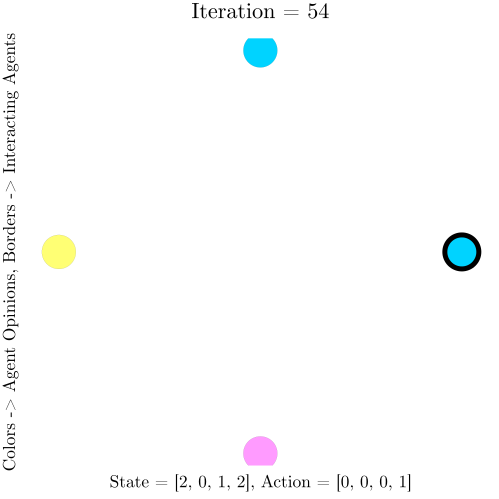 Iteration = 54
Colors -> Agent Opinions, Borders -> Interacting Agents
State = [2, 0, 1, 2], Action = [0, 0, 0, 1]